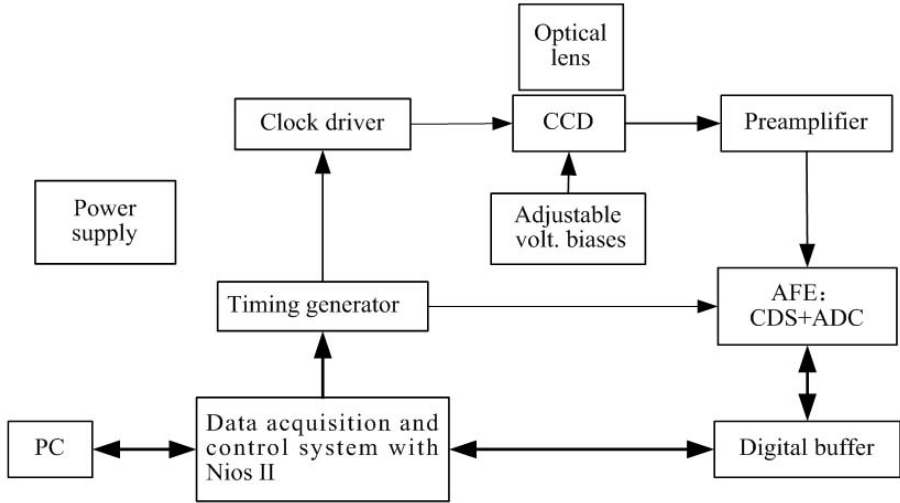 Optical
lens
Clock driver
CCD
Preamplifier
Power
supply
Adjustable
volt. biases
Timing generator
AFE：
CDS+ADC
PC
Data acquisition and
control system with
Nios II
Digital buffer